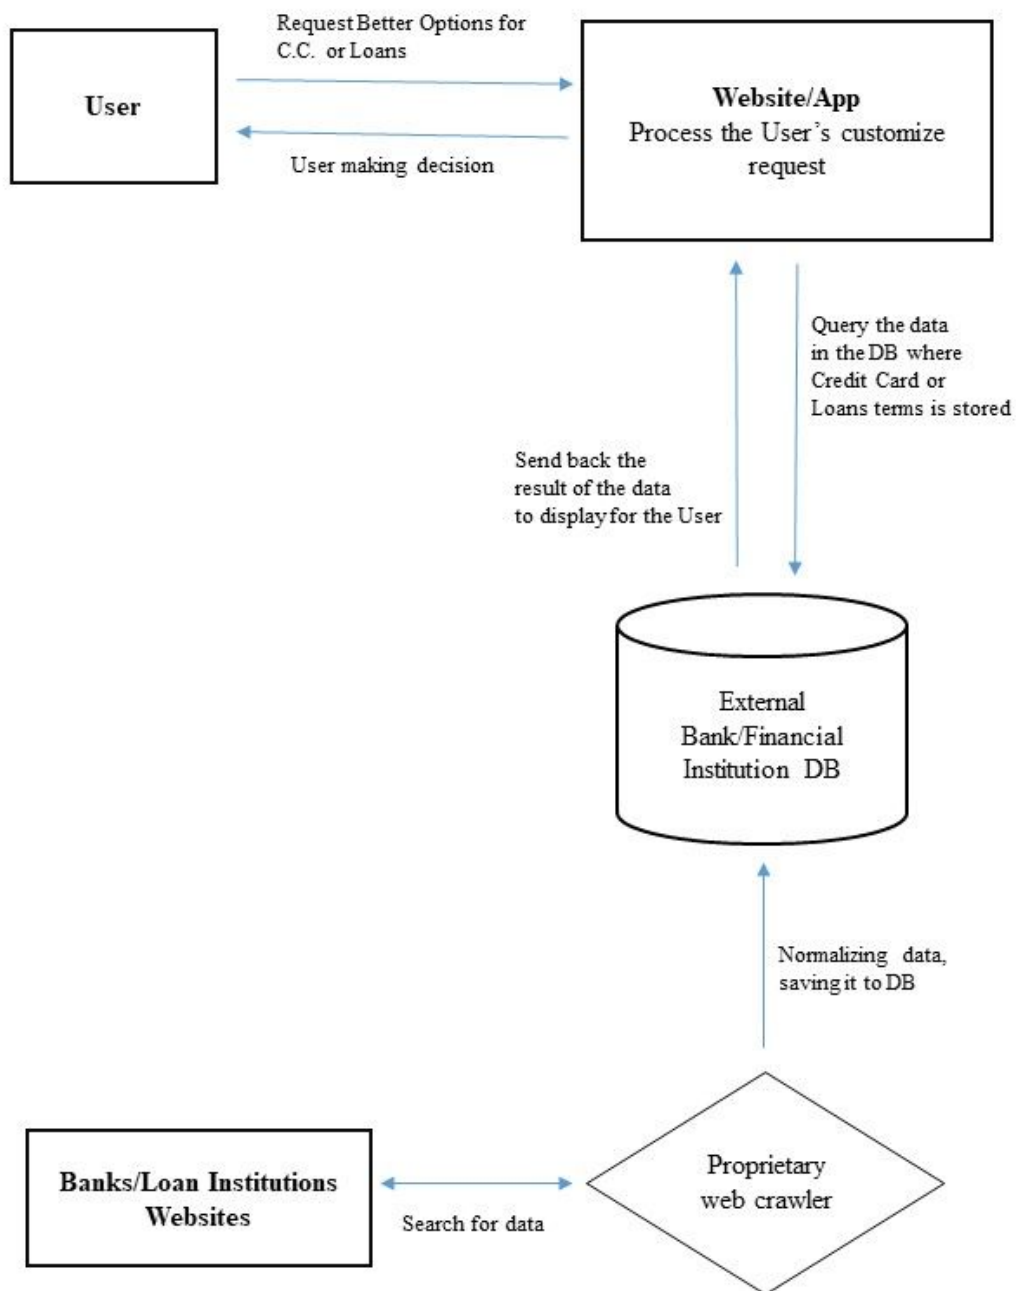 Request Better Options for
C.C. or Loans
User
Website/App
Process the User's customize
request
User making decision
Query the data
in the DB where
Credit Card or
Loans terms is stored
Send back the
result of the data
to display for the User
External
Bank/Financial
Institution DB
Normalizing data,
saving it to DB
Banks/Loan Institutions
Websites
Search for data
Proprietary
web crawler